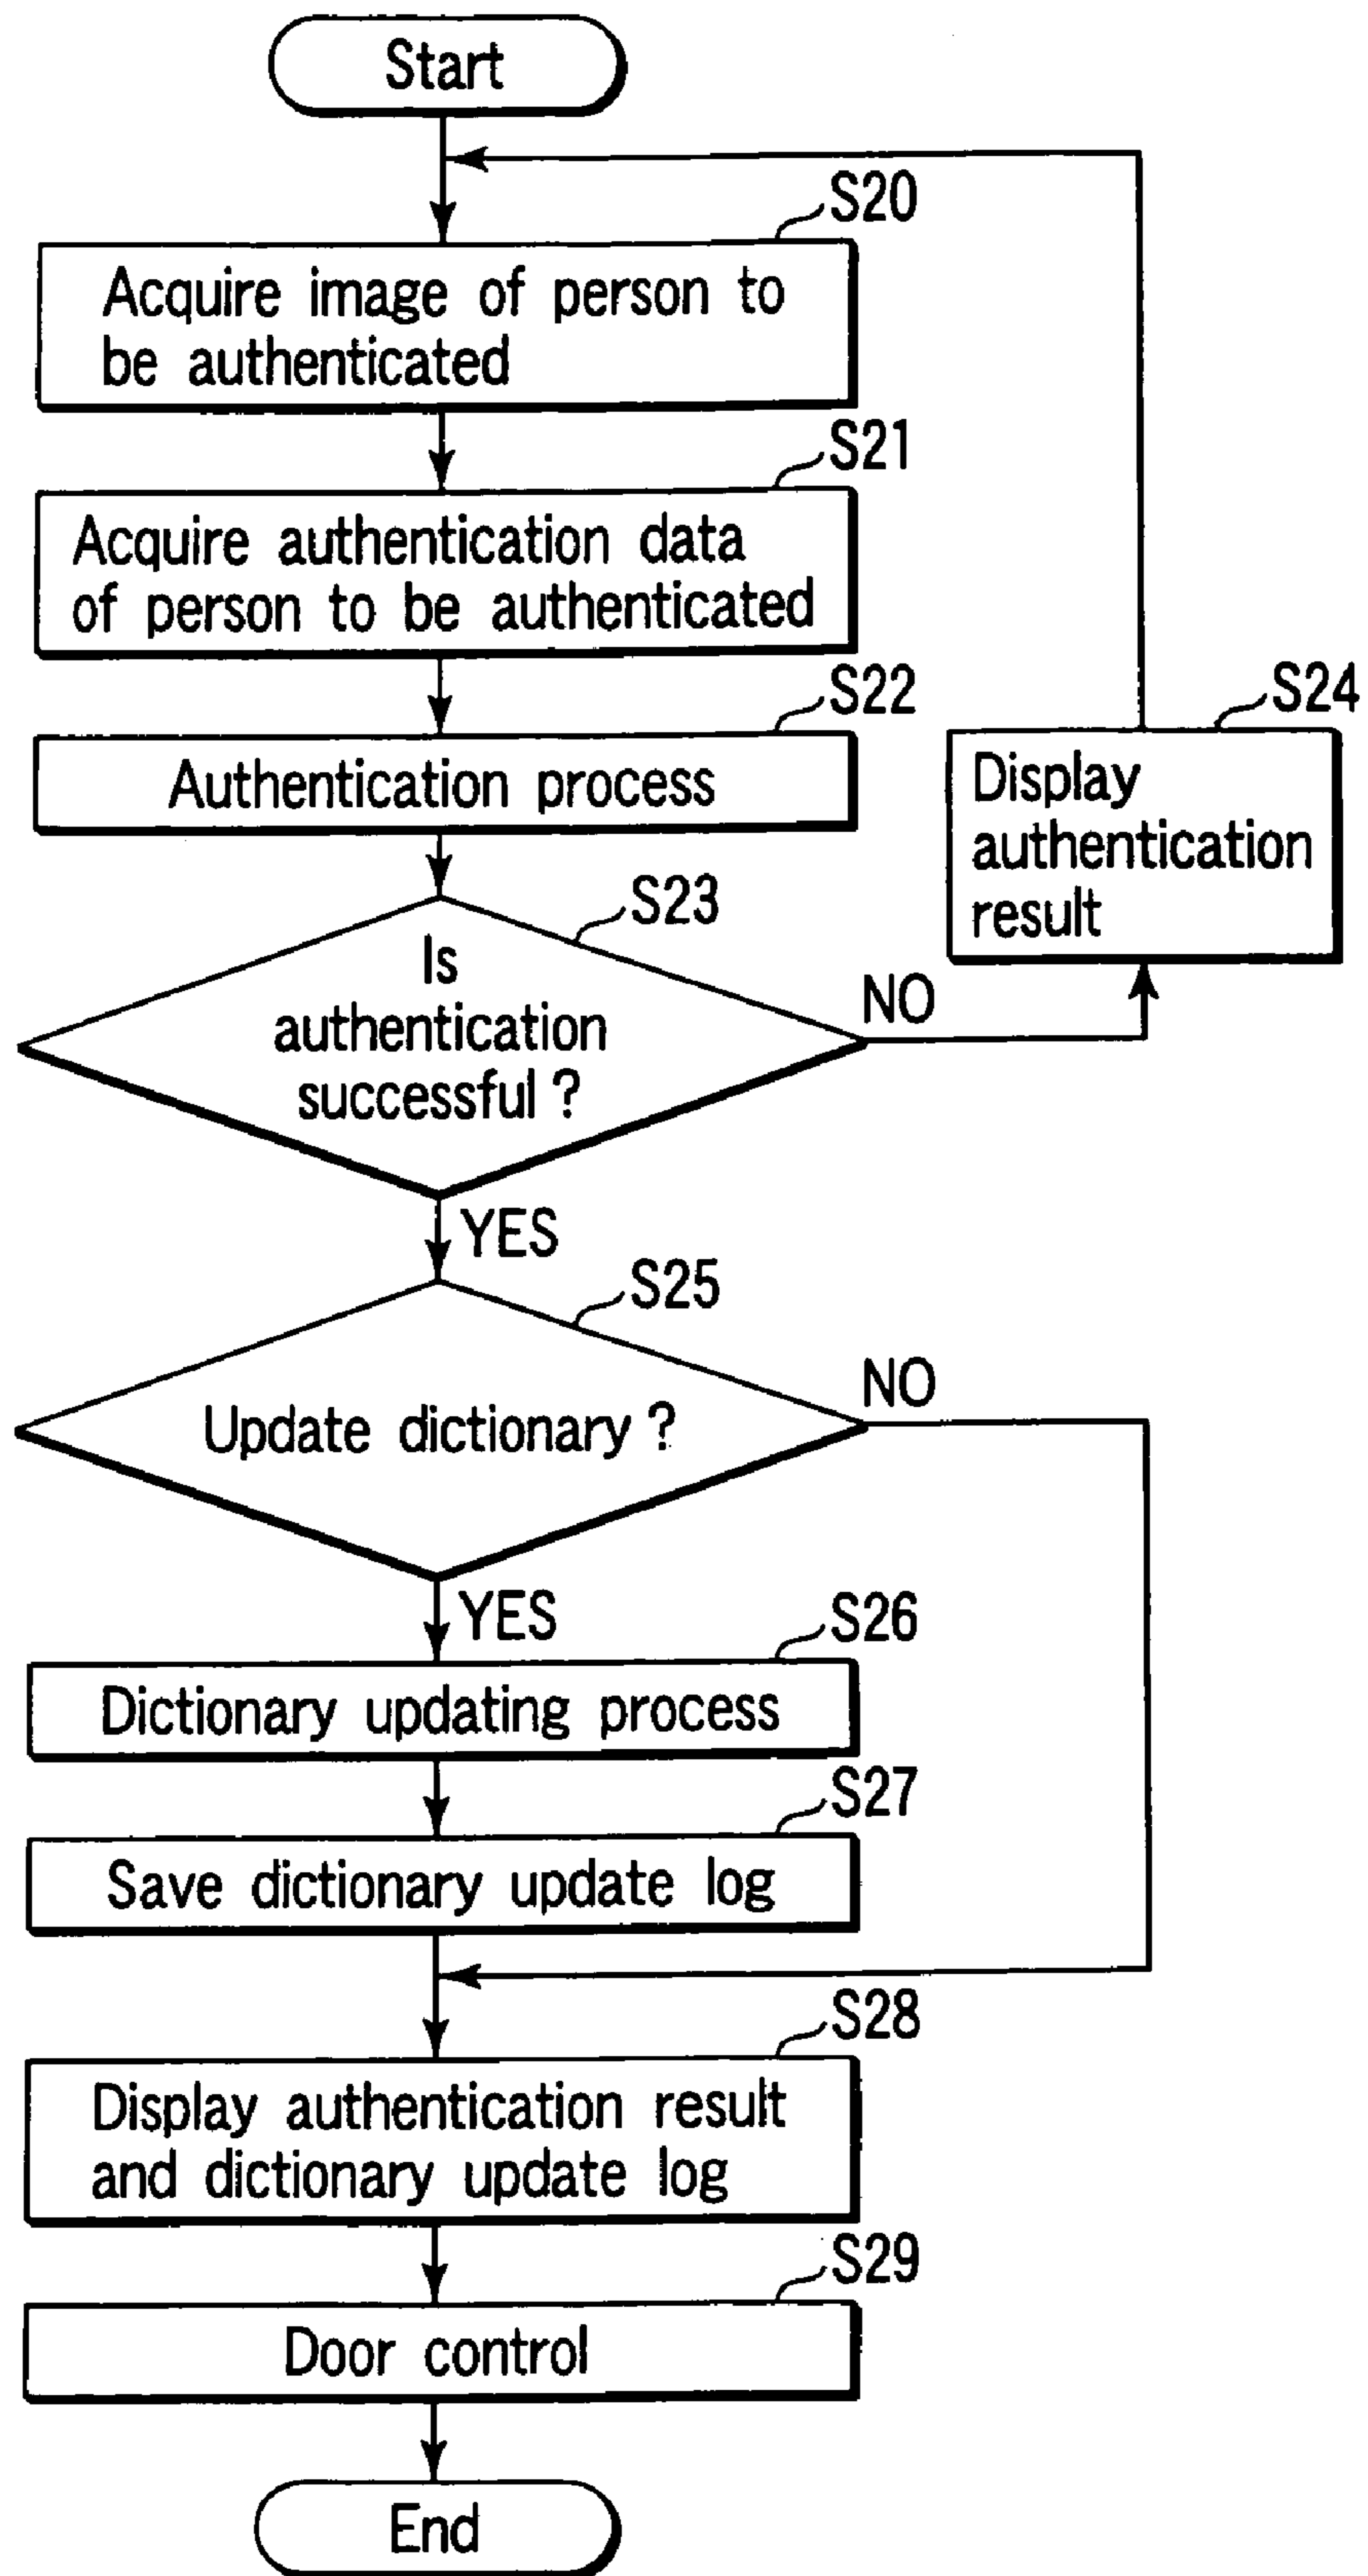 Start
S20
Acquire image of person to
be authenticated
S21
Acquire authentication data
of person to be authenticated
S22
Authentication process
S24
Display
authentication
result
S23
Is
authentication
successful ?
NO
YES
S25
Update dictionary ?
NO
YES
S26
Dictionary updating process
S27
Save dictionary update log
S28
Display authentication result
and dictionary update log
S29
Door control
End